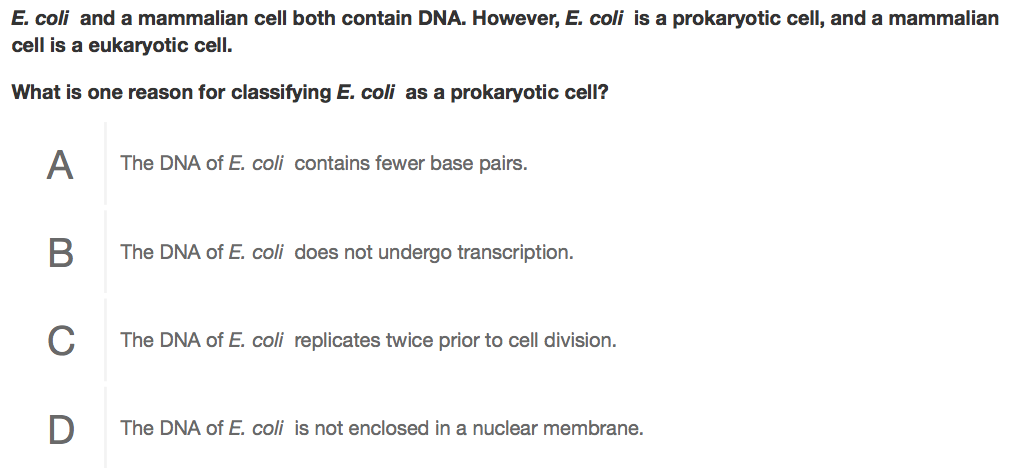 E. coli and a mammalian cell both contain DNA. However, E. coli is a prokaryotic cell, and a mammalian
cell is a eukaryotic cell.
What is one reason for classifying E. coli as a prokaryotic cell?
A The DNA of E. coli contains fewer base pairs.
B The DNA of E. coli does not undergo transcription.
C The DNA of E. coli replicates twice prior to cell division.
D The DNA of E. coli is not enclosed in a nuclear membrane.